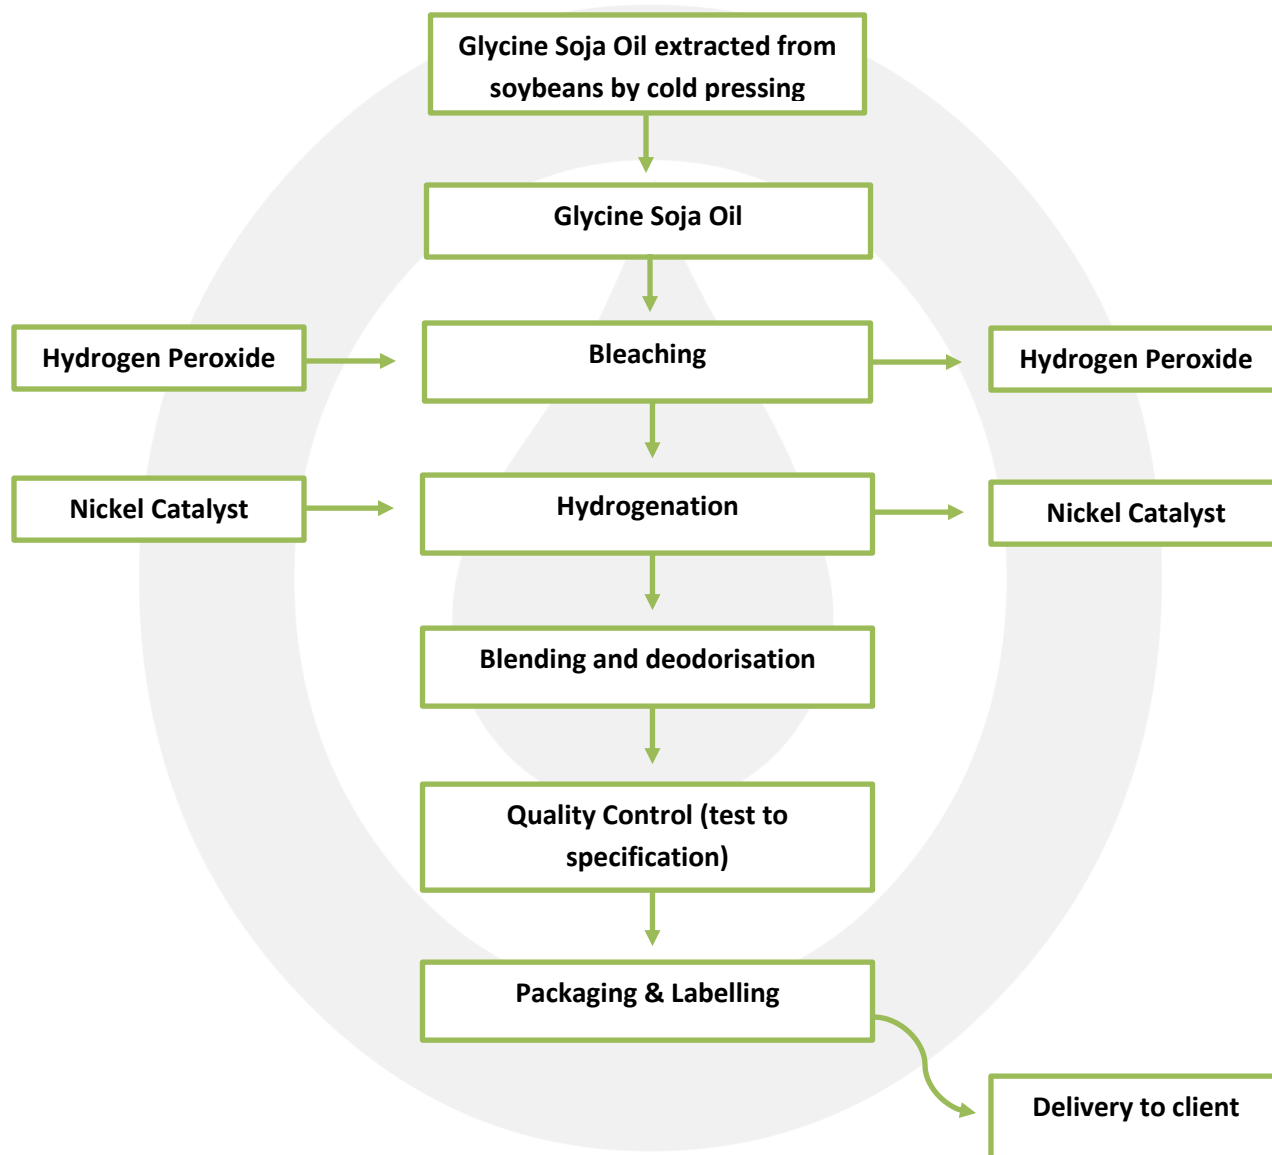 Glycine Soja Oil extracted from
soybeans by cold pressing
Glycine Soja Oil
Hydrogen Peroxide
Bleaching
Hydrogen Peroxide
Nickel Catalyst
Hydrogenation
Nickel Catalyst
Blending and deodorisation
Quality Control (test to
specification)
Packaging & Labelling
Delivery to client